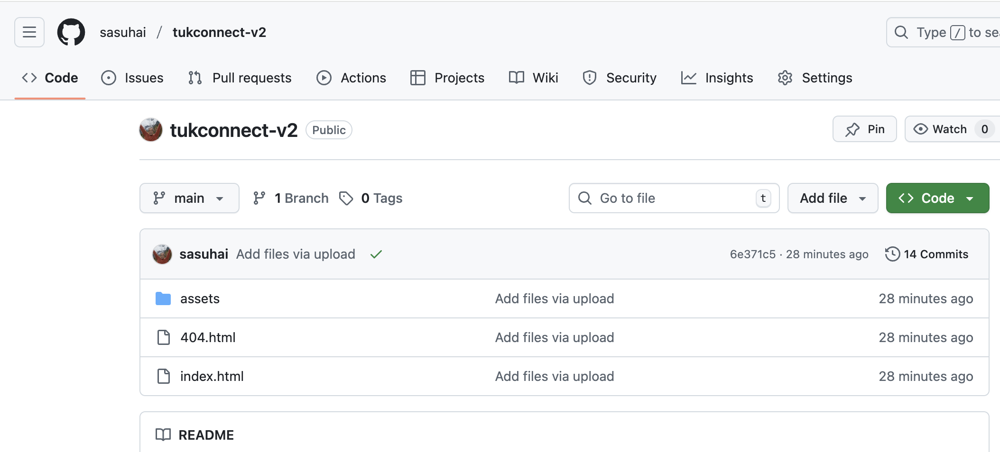 sasuhai / tukconnect-v2
Type / to sea
Code Issues Pull requests Actions Projects Wiki Security Insights Settings
tukconnect-v2 Public
Pin Watch 0
main 1 Branch 0 Tags
Go to file t Add file Code
sasuhai Add files via upload 6e371c5 · 28 minutes ago 14 Commits
assets Add files via upload 28 minutes ago
404.html Add files via upload 28 minutes ago
index.html Add files via upload 28 minutes ago
README